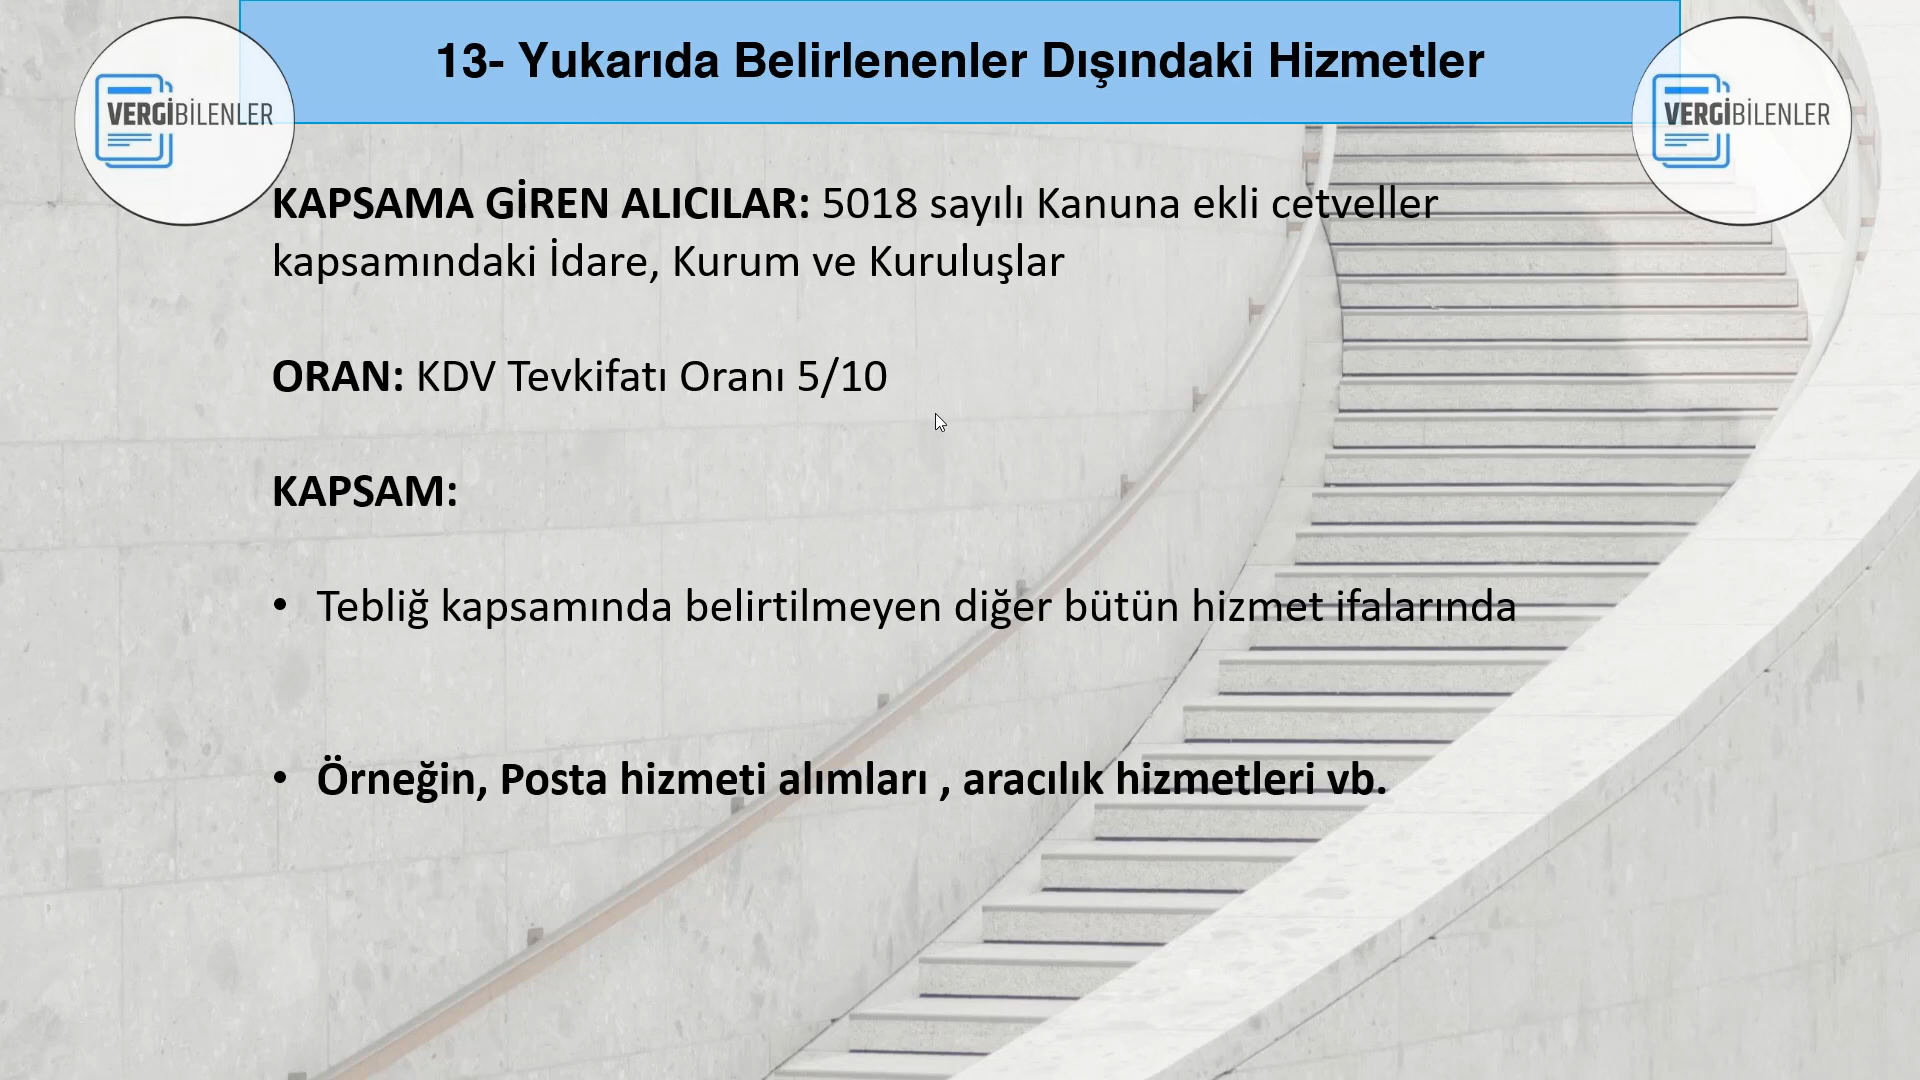 13- Yukarıda Belirlenenler Dışındaki Hizmetler
VERGİBİLENLER
VERGİBİLENLER
KAPSAMA GİREN ALICILAR: 5018 sayılı Kanuna ekli cetveller
kapsamındaki İdare, Kurum ve Kuruluşlar
ORAN: KDV Tevkifatı Oranı 5/10
KAPSAM:
• Tebliğ kapsamında belirtilmeyen diğer bütün hizmet ifalarında
• Örneğin, Posta hizmeti alımları , aracılık hizmetleri vb.